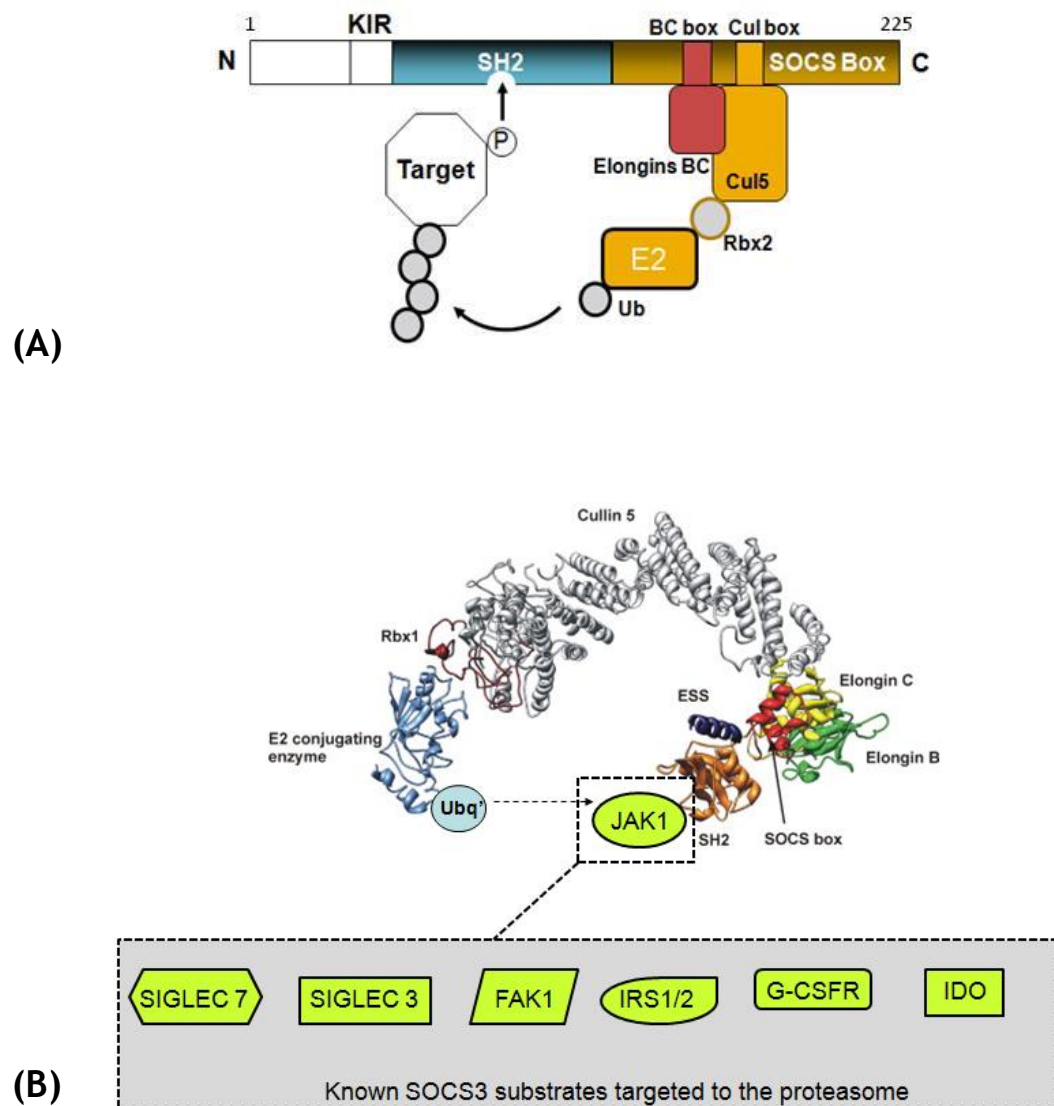 1
KIR
BC box
Cul box
225
N
SH2
SOCS Box
C
P
Target
Elongins BC
Cul5
Rbx2
E2
Ub
(A)
Cullin 5
Rbx1
Elongin C
ESS
E2 conjugating
enzyme
Elongin B
Ubq'
JAK1
SH2
SOCS box
SIGLEC 7
SIGLEC 3
FAK1
IRS1/2
G-CSFR
IDO
(B)
Known SOCS3 substrates targeted to the proteasome